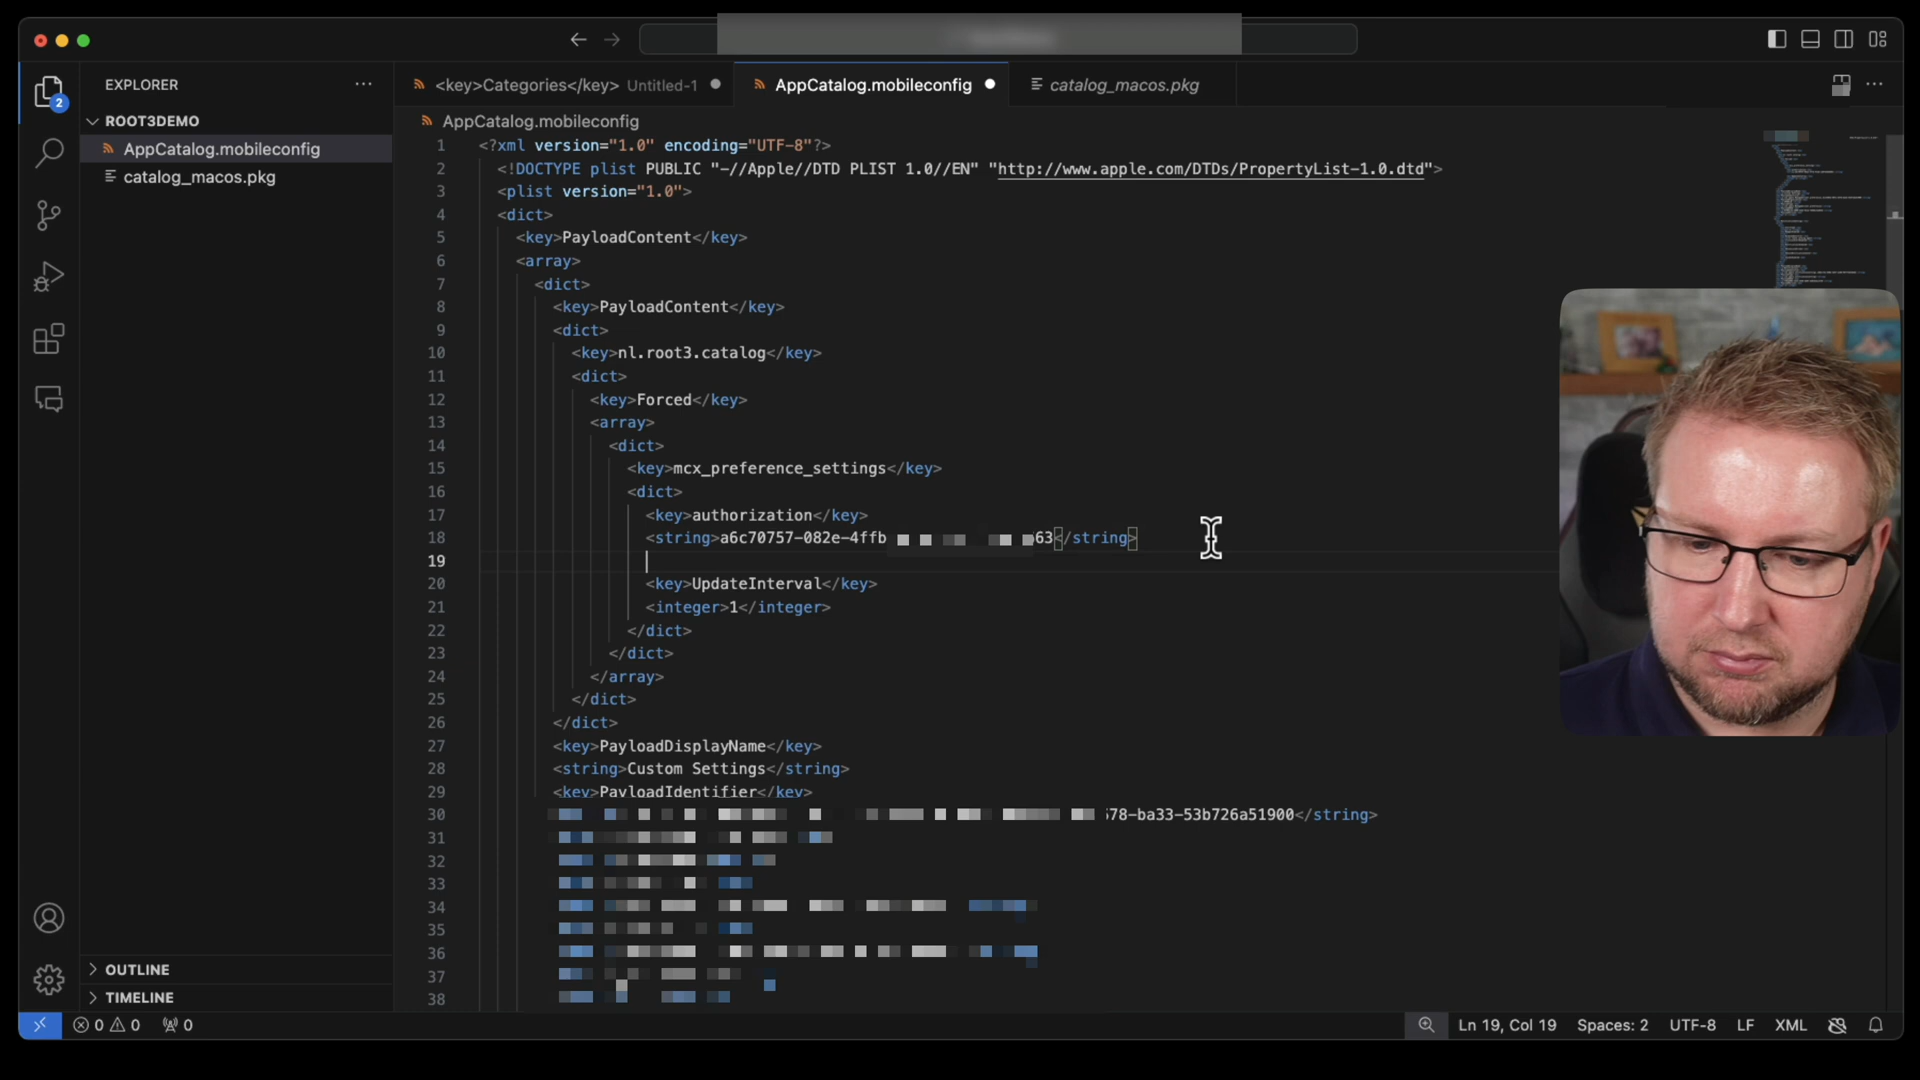 EXPLORER
ROOT3DEMO
AppCatalog.mobileconfig
catalog_macos.pkg
OUTLINE
TIMELINE
2
<key>Categories</key> Untitled-1
AppCatalog.mobileconfig
catalog_macos.pkg
AppCatalog.mobileconfig
1 <?xml version="1.0" encoding="UTF-8"?>
2 <!DOCTYPE plist PUBLIC "-//Apple//DTD PLIST 1.0//EN" "http://www.apple.com/DTDs/PropertyList-1.0.dtd">
3 <plist version="1.0">
4 <dict>
5 <key>PayloadContent</key>
6 <array>
7 <dict>
8 <key>PayloadContent</key>
9 <dict>
10 <key>nl.root3.catalog</key>
11 <dict>
12 <key>Forced</key>
13 <array>
14 <dict>
15 <key>mcx_preference_settings</key>
16 <dict>
17 <key>authorization</key>
18 <string>a6c70757-082e-4ffb 63</string>
19
20 <key>UpdateInterval</key>
21 <integer>1</integer>
22 </dict>
23 </dict>
24 </array>
25 </dict>
26 </dict>
27 <key>PayloadDisplayName</key>
28 <string>Custom Settings</string>
29 <key>PayloadIdentifier</key>
30 578-ba33-53b726a51900</string>
31
32
33
34
35
36
37
38
0 0 0
Ln 19, Col 19 Spaces: 2 UTF-8 LF XML